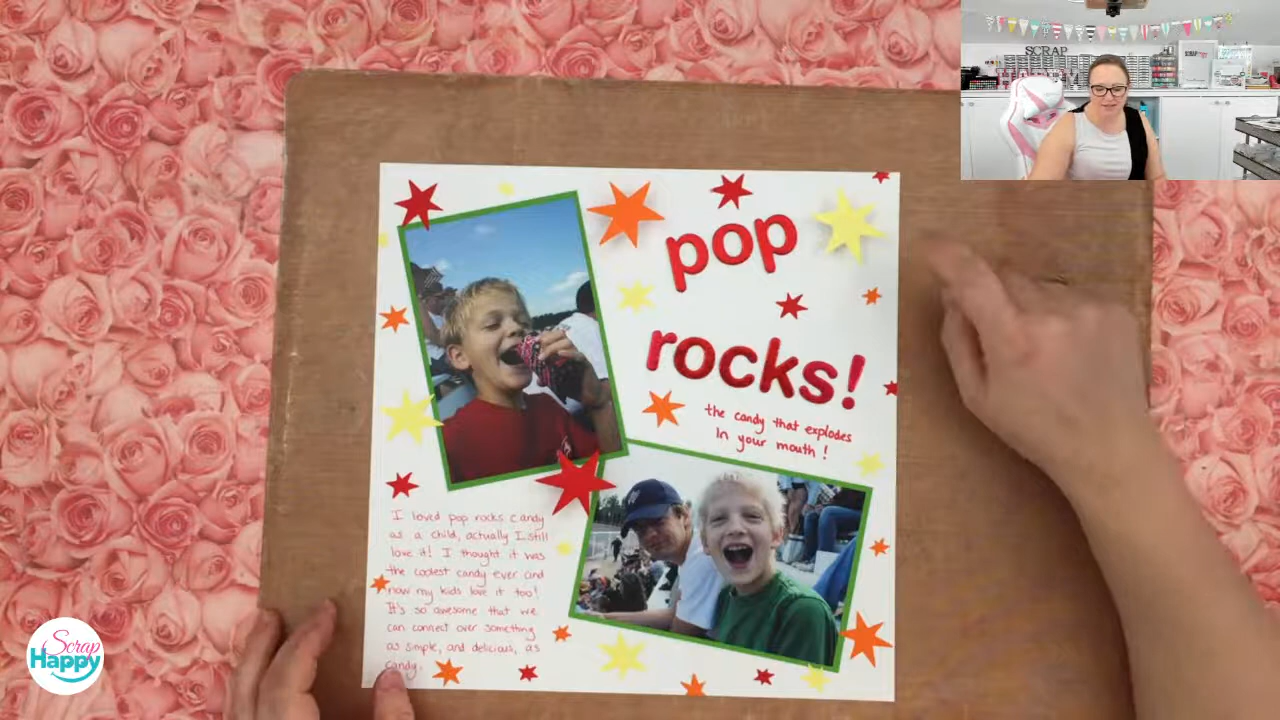 SCRAP
HAPPY
pop
rocks!
the candy that explodes
In your mouth!
I loved pop rocks candy
as a child, actually I still
love it! I thought it was
the coolest candy ever and
now my kids love it too!
It's so awesome that we
can connect over something
as simple, and delicious, as
candy.
Scrap
Happy